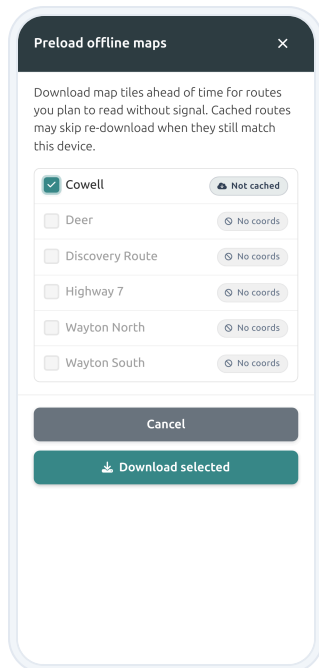 Preload offline maps
Download map tiles ahead of time for routes
you plan to read without signal. Cached routes
may skip re-download when they still match
this device.
Cowell Not cached
Deer No coords
Discovery Route No coords
Highway 7 No coords
Wayton North No coords
Wayton South No coords
Cancel
Download selected